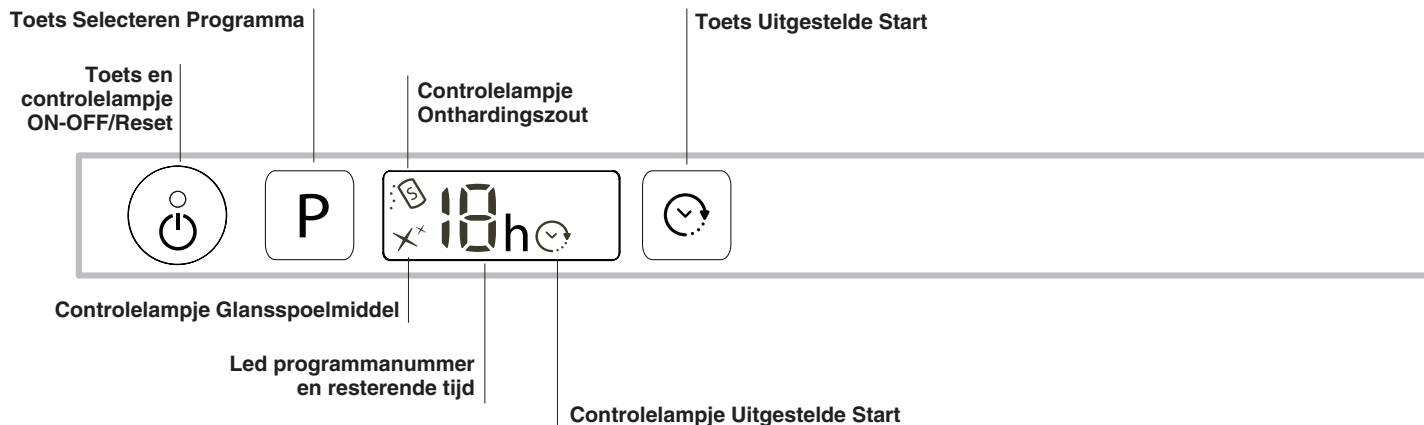 Toets Selecteren Programma
Toets Uitgestelde Start
Toets en
controlelampje
ON-OFF/Reset
Controlelampje
Onthardingszout
P
S
18h
Controlelampje Glansspoelmiddel
Led programmanummer
en resterende tijd
Controlelampje Uitgestelde Start